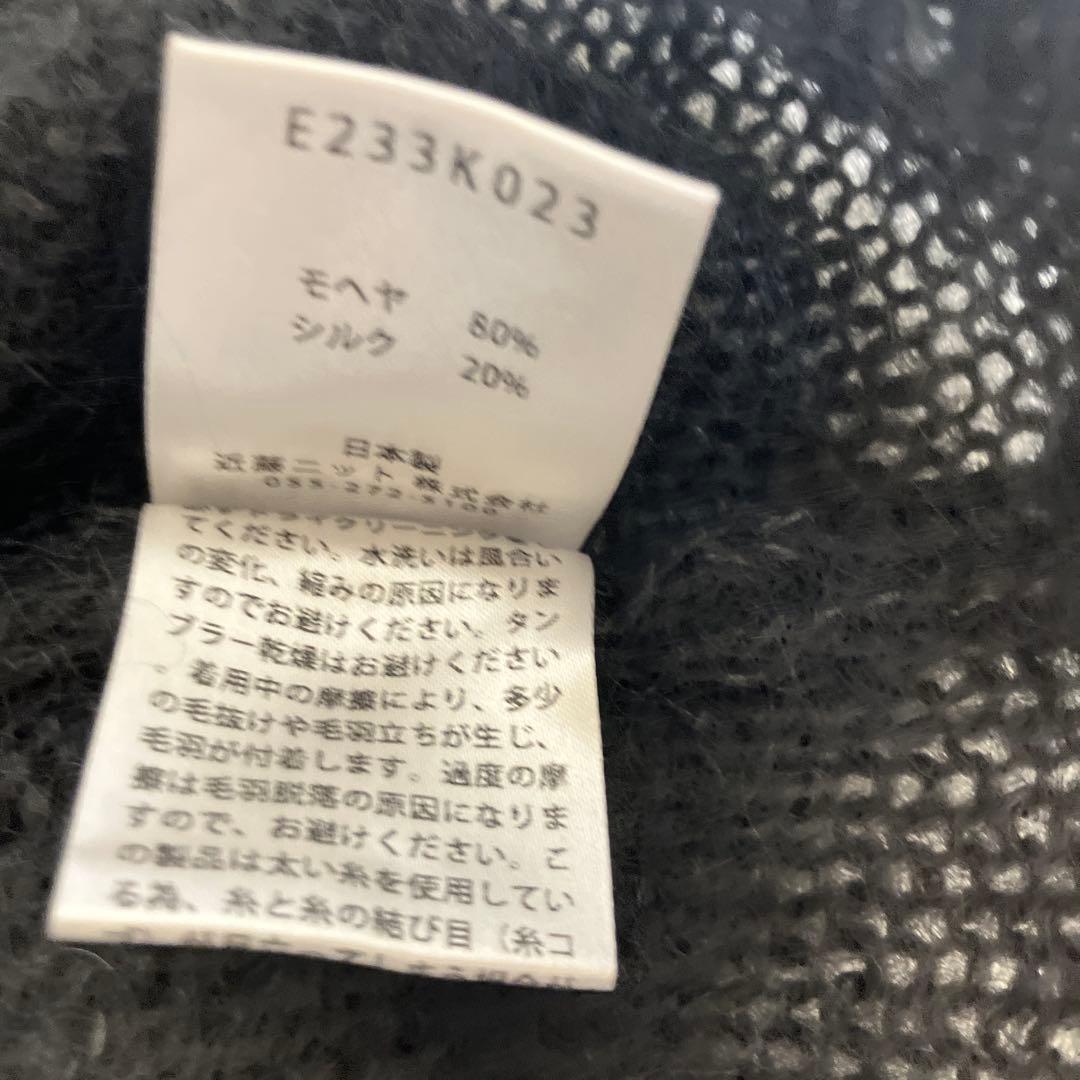 E233K023
モヘヤ 80%
シルク 20%
日本製
近藤ニット株式会社
てください。水洗いは風合い
の変化、縮みの原因になりま
すのでお避けください。タン
ブラー乾燥はお避けください
。着用中の摩擦により、多少
の毛抜けや毛羽立ちが生じ、
毛羽が付着します。過度の摩
擦は毛羽脱落の原因になりま
すので、お避けください。こ
の製品は太い糸を使用してい
る為、糸と糸の結び目（糸コ